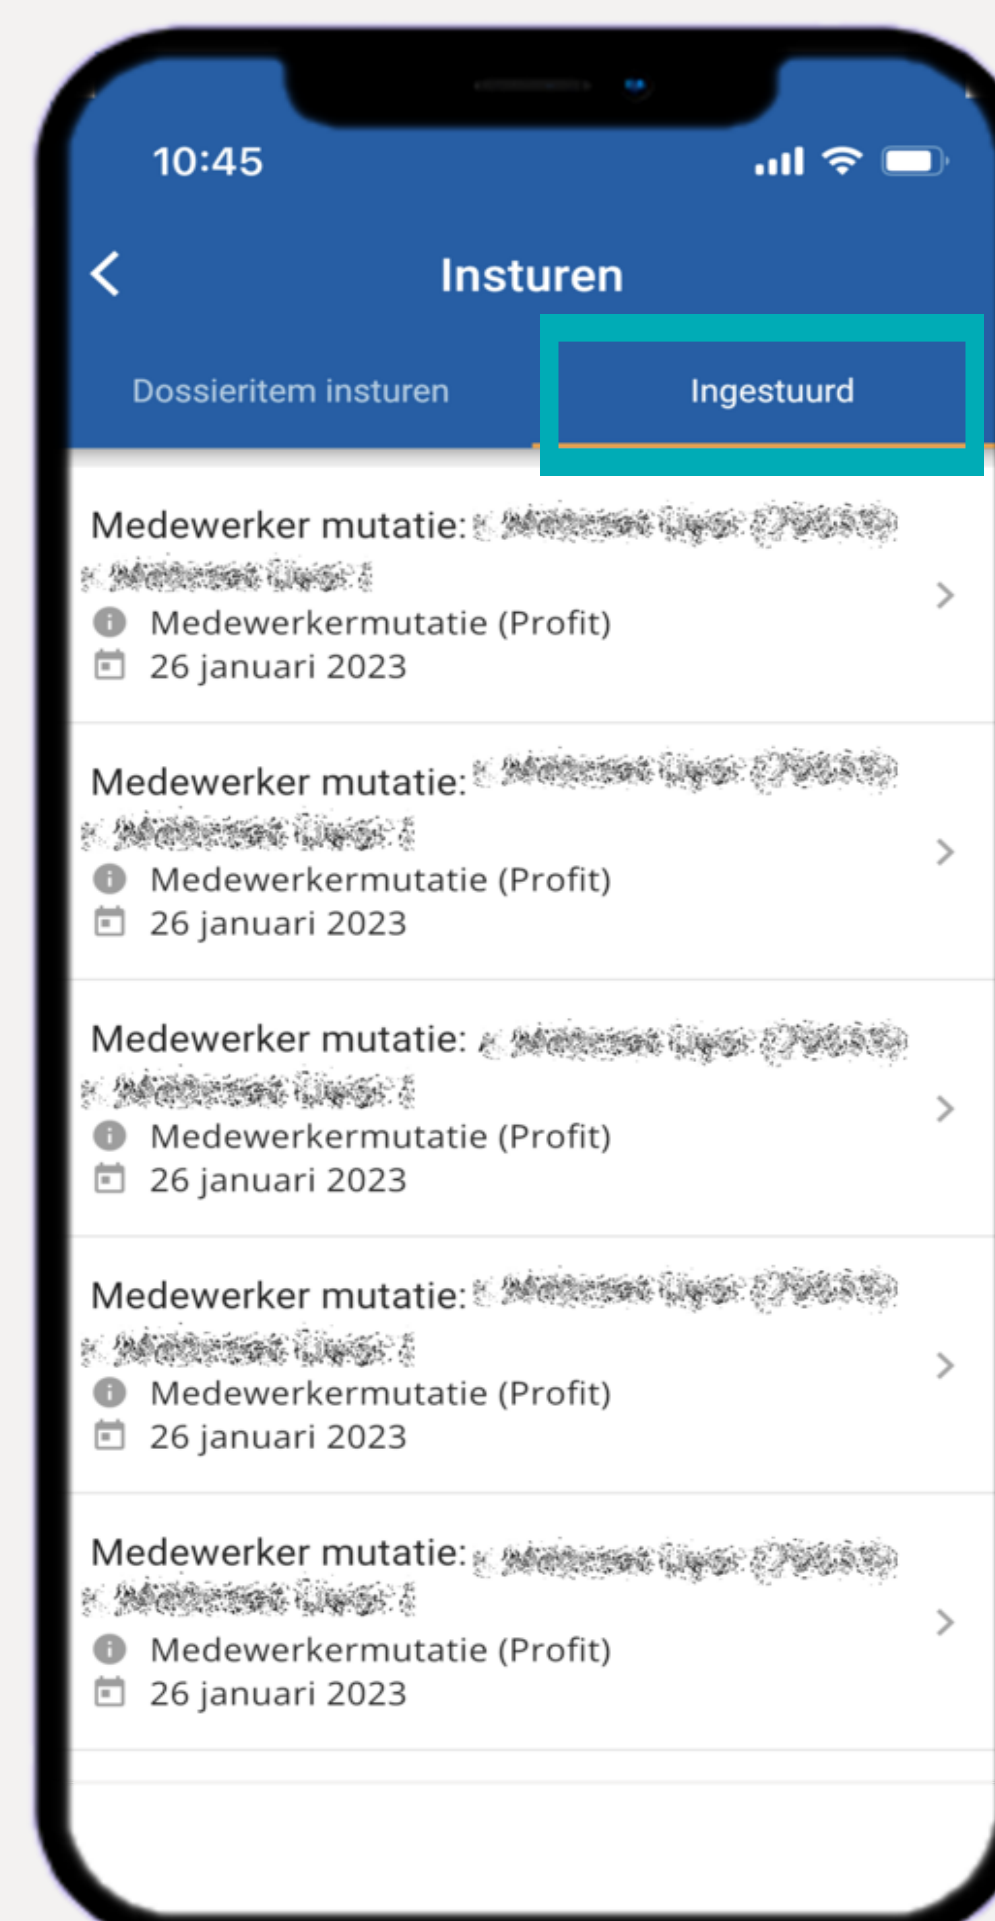 10:45
Insturen
Dossieritem insturen
Ingestuurd
Medewerker mutatie:
Medewerkermutatie (Profit)
26 januari 2023
Medewerker mutatie:
Medewerkermutatie (Profit)
26 januari 2023
Medewerker mutatie:
Medewerkermutatie (Profit)
26 januari 2023
Medewerker mutatie:
Medewerkermutatie (Profit)
26 januari 2023
Medewerker mutatie:
Medewerkermutatie (Profit)
26 januari 2023